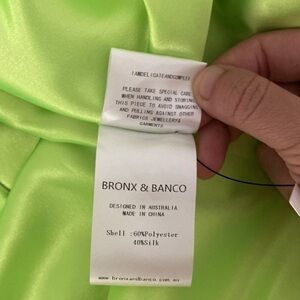 IAMDELICATEANDCOMPLEX
PLEASE TAKE SPECIAL CARE
WHEN HANDLING AND STORING
THIS PIECE TO AVOID SNAGGING
AND PULLING AGAINST OTHER
FABRICS JEWELLERY&
GARMENTS
BRONX & BANCO
DESIGNED IN AUSTRALIA
MADE IN CHINA
Shell :60%Polyester
40%Silk
www.bronxandbanco.com.au